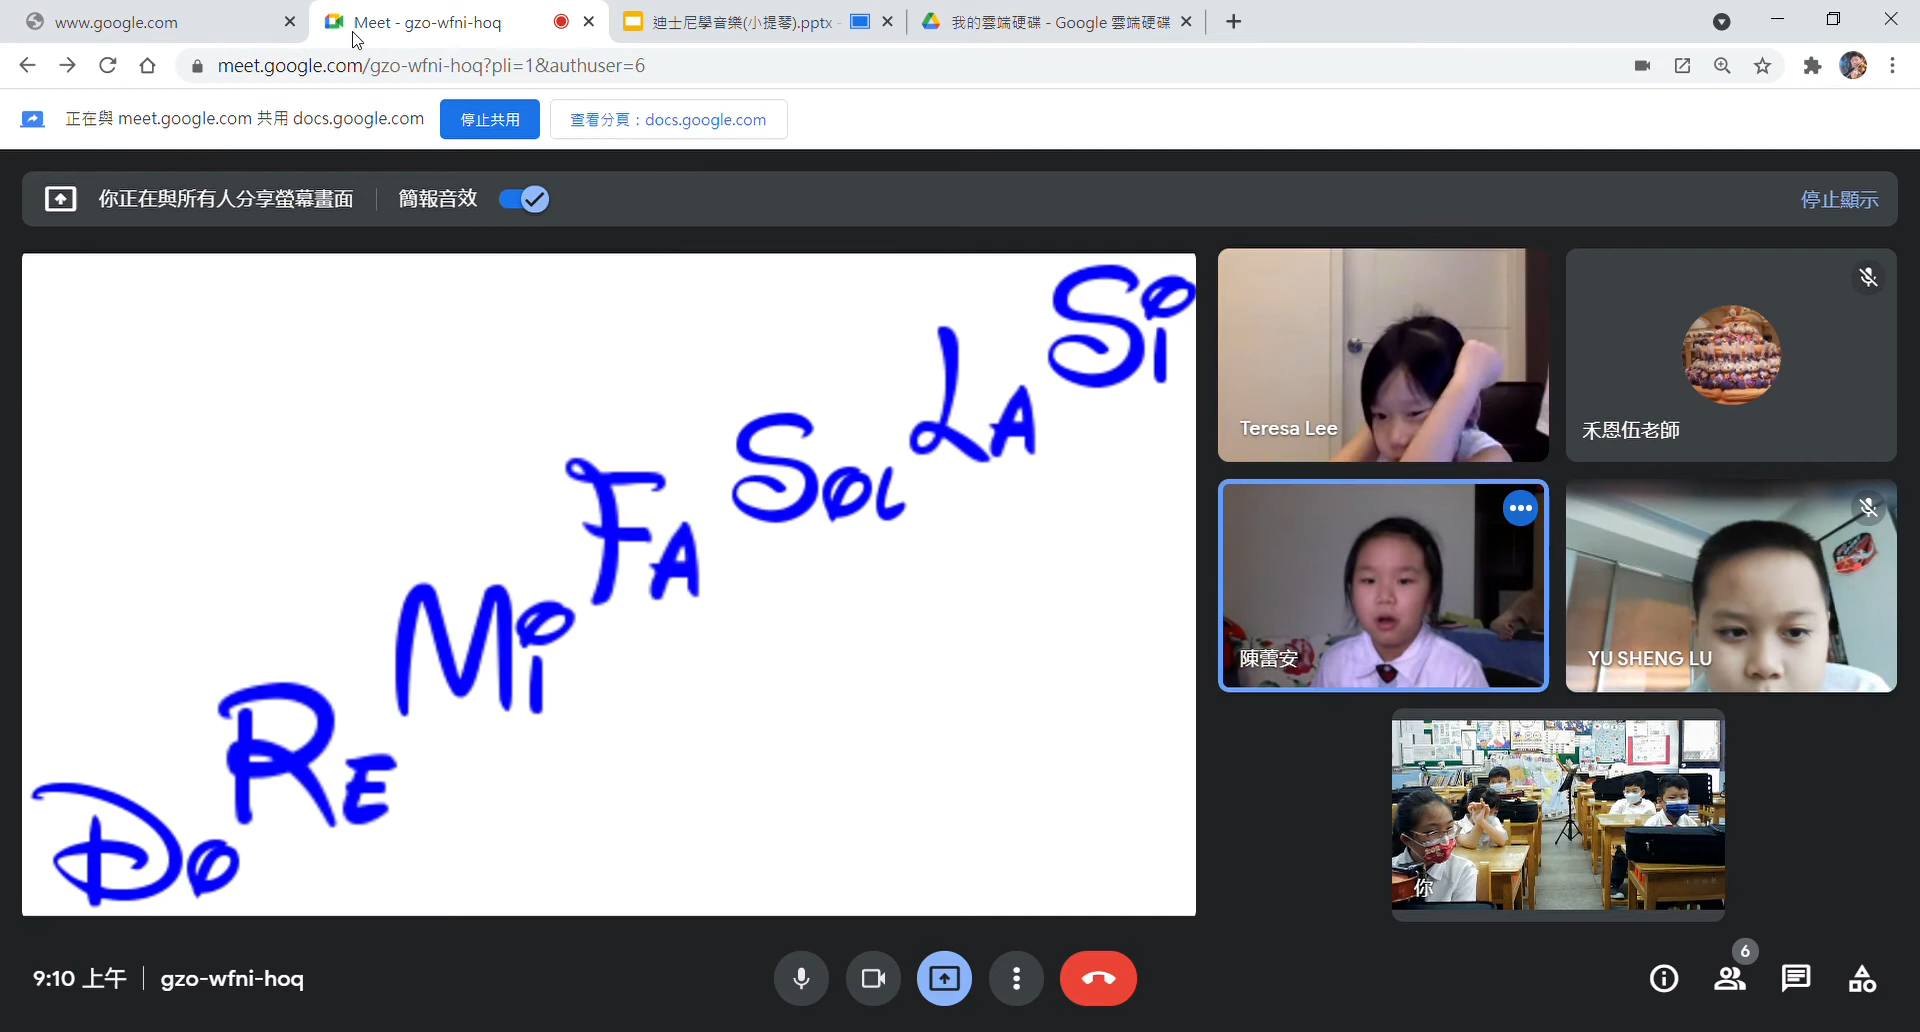 www.google.com
Meet - gzo-wfni-hoq
迪士尼學音樂(小提琴).pptx -
我的雲端硬碟 - Google 雲端硬碟
meet.google.com/gzo-wfni-hoq?pli=1&authuser=6
正在與 meet.google.com 共用 docs.google.com
停止共用
查看分頁：docs.google.com
你正在與所有人分享螢幕畫面
簡報音效
停止顯示
Si
LA
SOL
FA
Mi
RE
DO
Teresa Lee
禾恩伍老師
陳蕾安
YU SHENG LU
你
9:10 上午
gzo-wfni-hoq
6